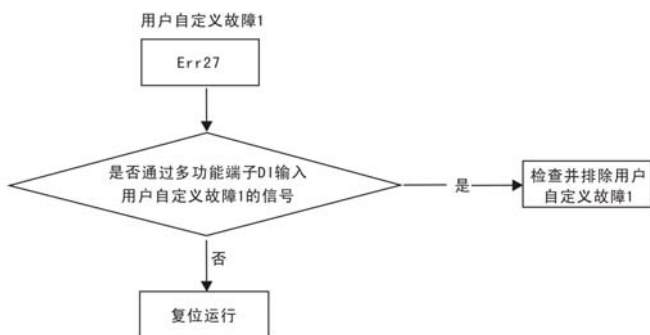 用户自定义故障1
Err27
是否通过多功能端子DI输入
用户自定义故障1的信号
是
检查并排除用户
自定义故障1
否
复位运行